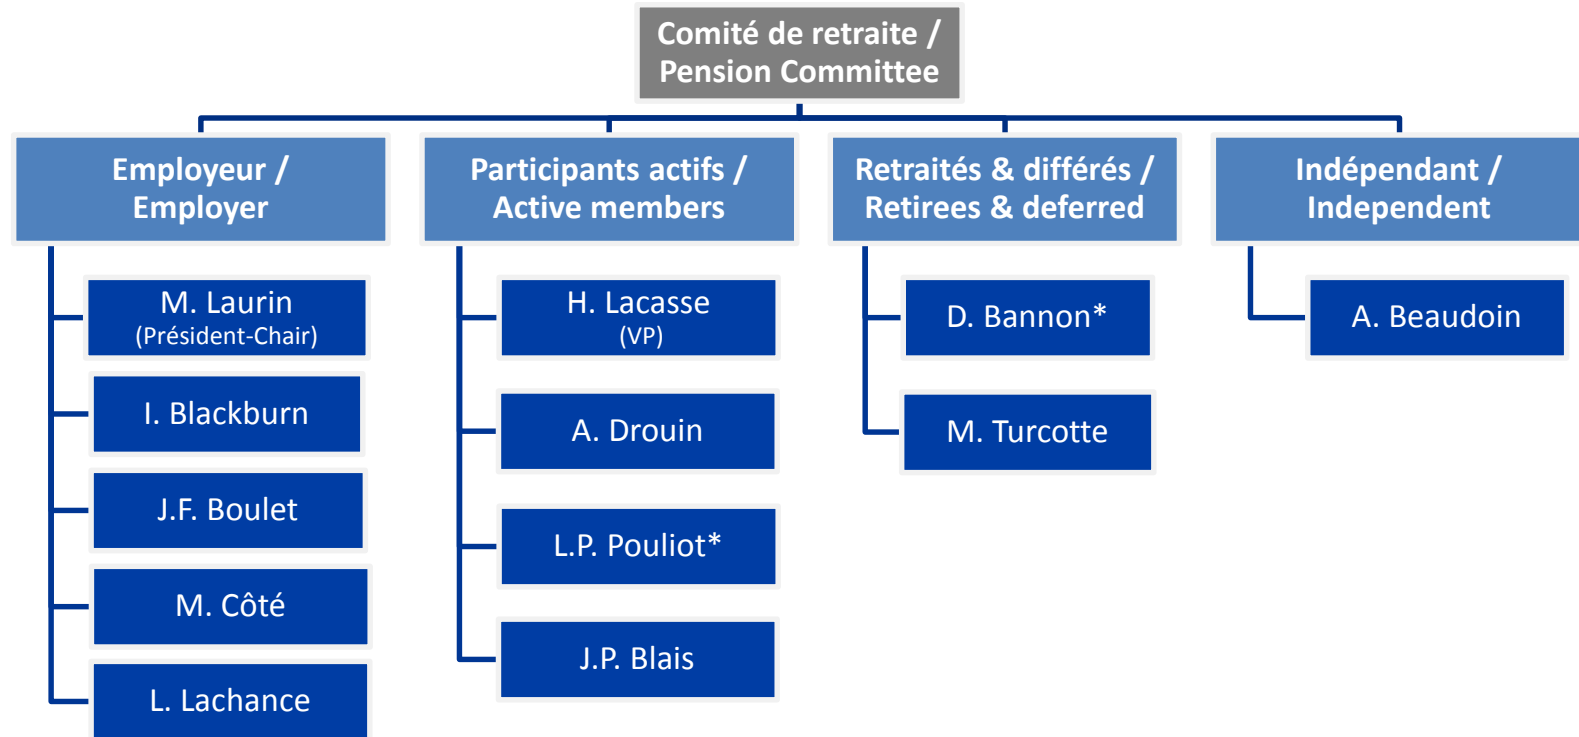 Comité de retraite /
Pension Committee
Employeur /
Employer
M. Laurin
(Président-Chair)
I. Blackburn
J.F. Boulet
M. Côté
L. Lachance
Participants actifs /
Active members
H. Lacasse
(VP)
A. Drouin
L.P. Pouliot*
J.P. Blais
Retraités & différés /
Retirees & deferred
D. Bannon*
M. Turcotte
Indépendant /
Independent
A. Beaudoin